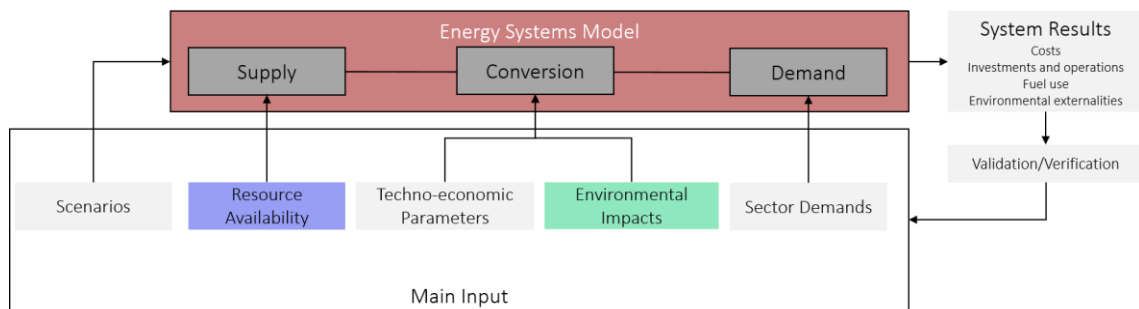 Energy Systems Model
Supply
Conversion
Demand
System Results
Costs
Investments and operations
Fuel use
Environmental externalities
Validation/Verification
Scenarios
Resource
Availability
Techno-economic
Parameters
Environmental
Impacts
Sector Demands
Main Input